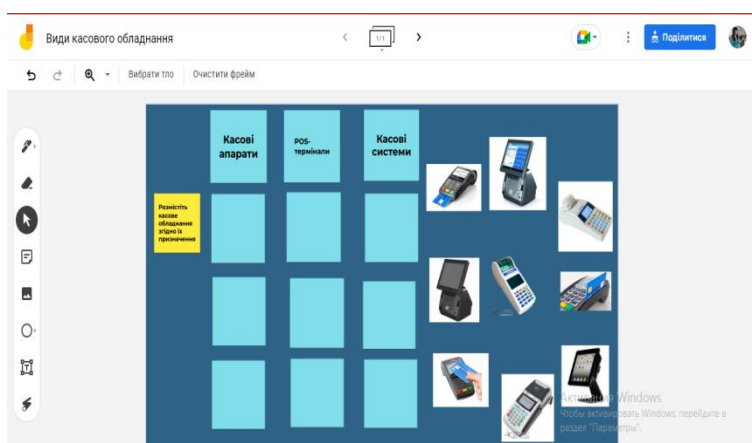 Види касового обладнання
1/1
Поділитися
Вибрати тло
Очистити фрейм
Касові
апарати
POS-
термінали
Касові
системи
Розмістіть
касове
обладнання
згідно їх
призначення
Активация Windows
Чтобы активировать Windows, перейдите в
раздел "Параметры".